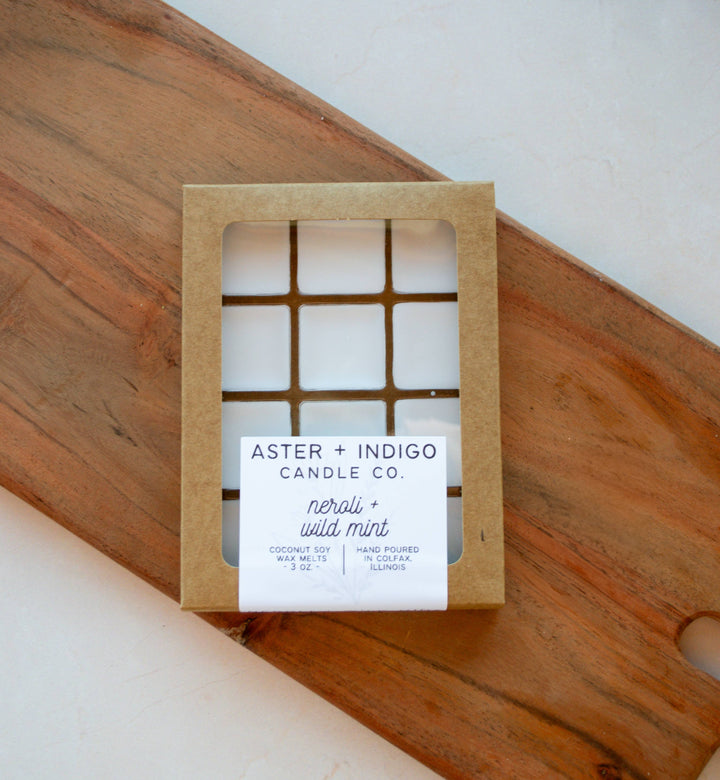 ASTER + INDIGO
CANDLE CO.
neroli +
wild mint
COCONUT SOY
WAX MELTS
- 3 OZ. -
HAND POURED
IN COLFAX,
ILLINOIS